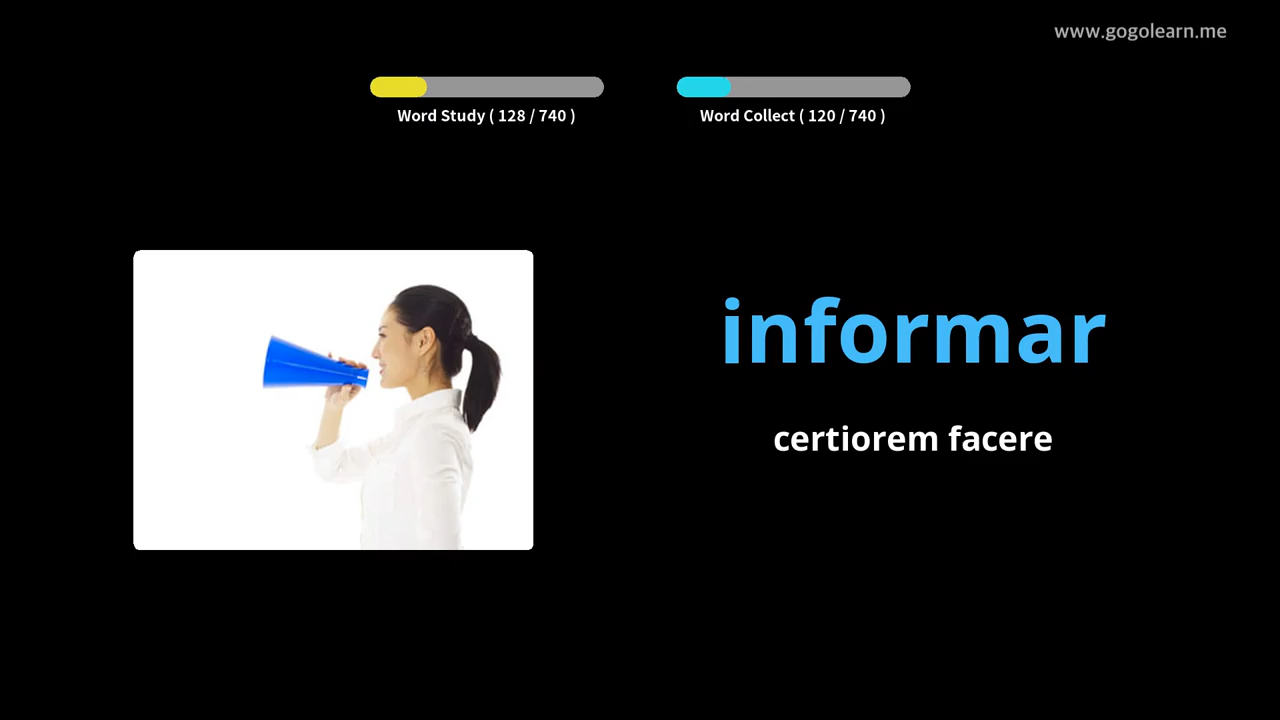 www.gogolearn.me
Word Study ( 128 / 740 )
Word Collect ( 120 / 740 )
informar
certiorem facere